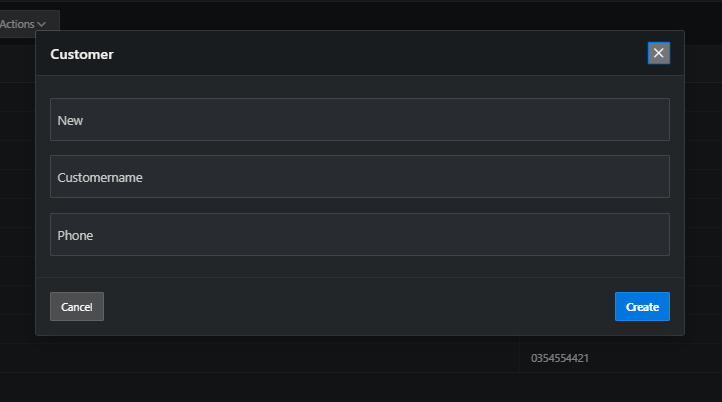 Actions
Customer
New
Customername
Phone
Cancel
Create
0354554421